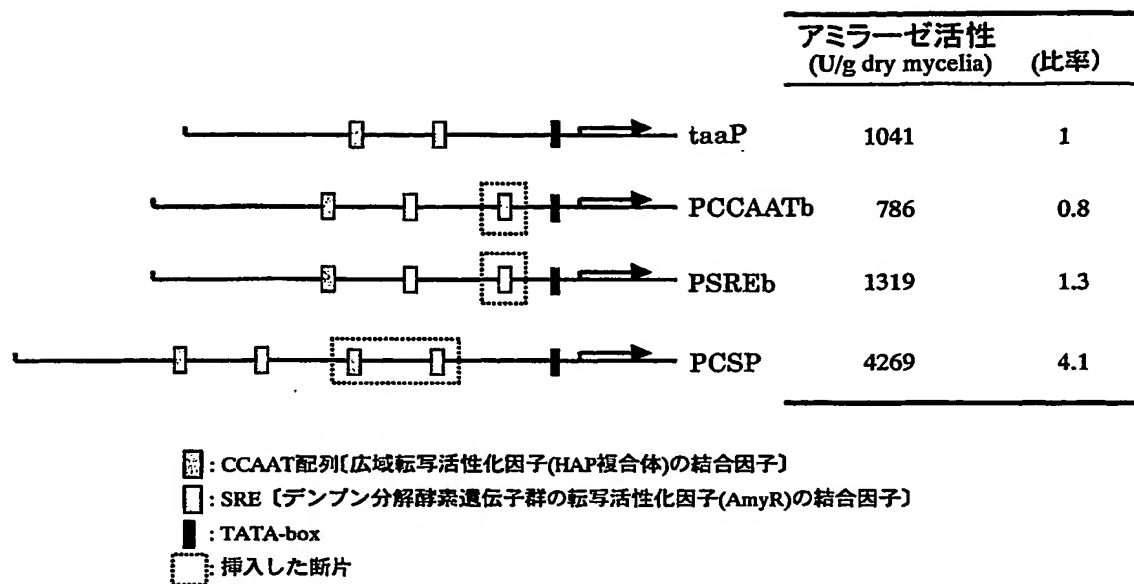 アミラーゼ活性
(U/g dry mycelia) (比率)
taaP 1041 1
PCCAATb 786 0.8
PSREb 1319 1.3
PCSP 4269 4.1
: CCAAT配列〔広域転写活性化因子(HAP複合体)の結合因子〕
: SRE〔デンプン分解酵素遺伝子群の転写活性化因子(AmyR)の結合因子〕
: TATA-box
: 挿入した断片